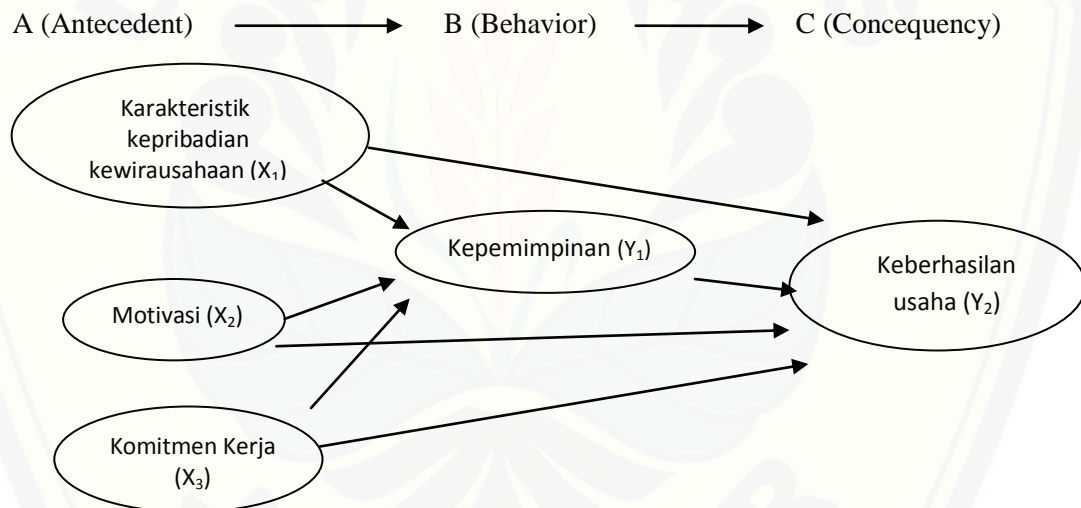 A (Antecedent) B (Behavior) C (Concequency)
Karakteristik
kepribadian
kewirausahaan (X₁)
Kepemimpinan (Y₁)
Keberhasilan
usaha (Y₂)
Motivasi (X₂)
Komitmen Kerja
(X₃)